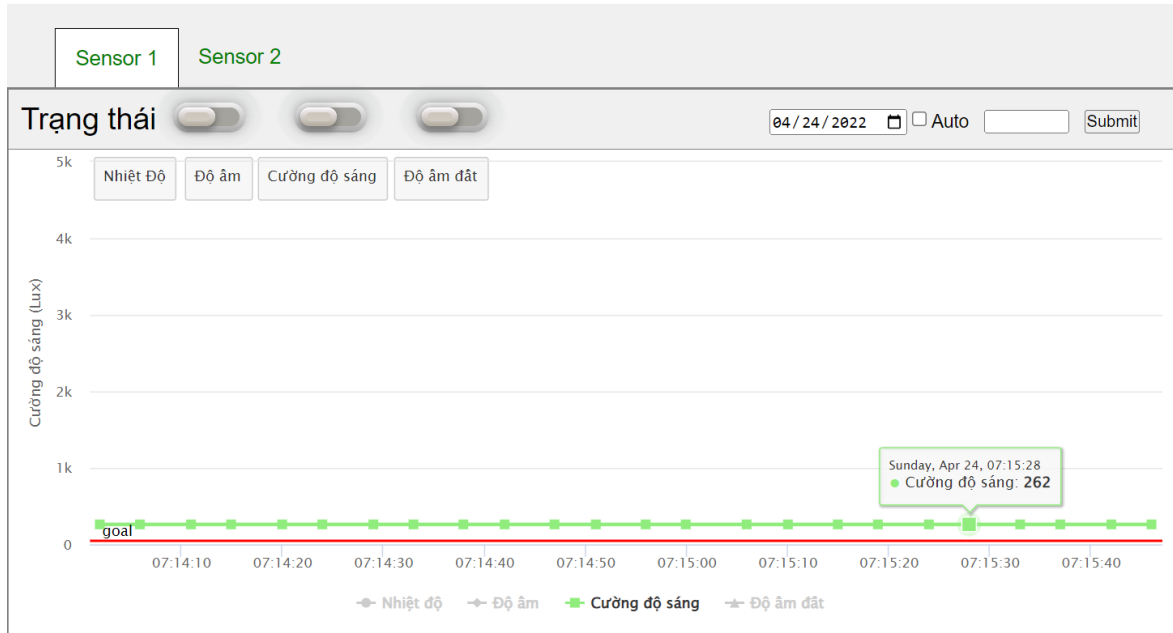 Sensor 1 Sensor 2
Trạng thái 04/24/2022 Auto Submit
Nhiệt Độ Độ âm Cường độ sáng Độ âm đất
5k
4k
3k
2k
1k
0
Cường độ sáng (Lux)
Sunday, Apr 24, 07:15:28
Cường độ sáng: 262
goal
07:14:10 07:14:20 07:14:30 07:14:40 07:14:50 07:15:00 07:15:10 07:15:20 07:15:30 07:15:40
Nhiệt độ Độ âm Cường độ sáng Độ âm đất